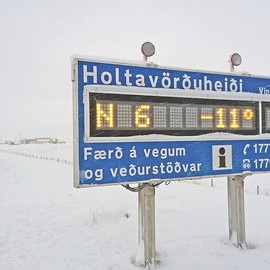 Holtavörðuheiði
N 6 -11°
Færð á vegum
og veðurstöðvar
i